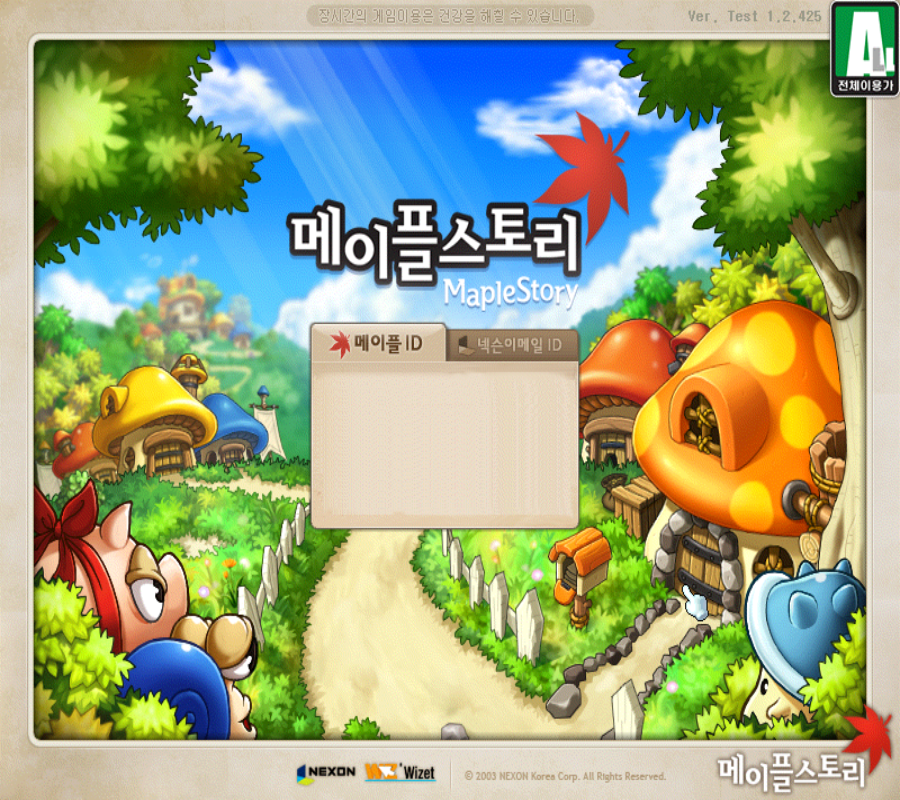 장시간의 게임이용은 건강을 해칠 수 있습니다.
Ver. Test 1.2.425
ALL
전체이용가
메이플스토리
MapleStory
메이플 ID
넥슨이메일 ID
NEXON
Wizet
© 2003 NEXON Korea Corp. All Rights Reserved.
메이플스토리